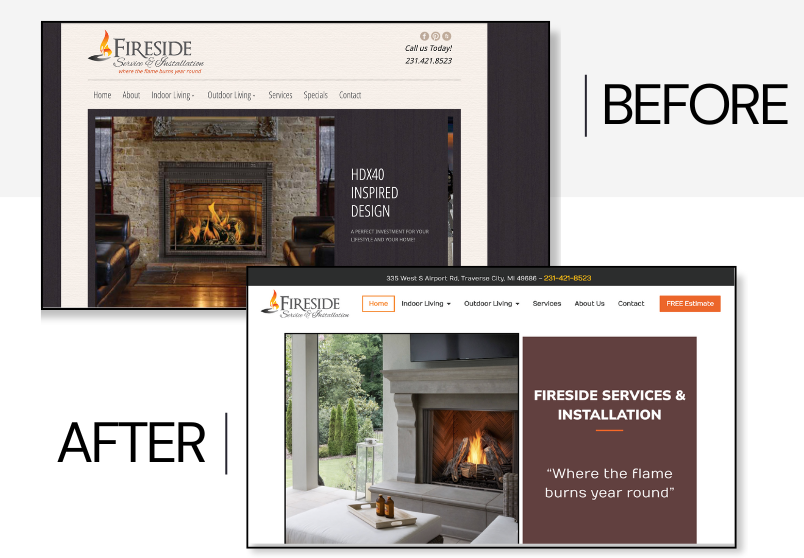 BEFORE
FIRESIDE
Service & Installation
where the flame burns year round
Call us Today!
231.421.8523
Home About Indoor Living Outdoor Living Services Specials Contact
HDX40
INSPIRED
DESIGN
A PERFECT INVESTMENT FOR YOUR
LIFESTYLE AND YOUR HOME!
AFTER
335 West S Airport Rd, Traverse City, MI 49686 - 231-421-8523
FIRESIDE
Service & Installation
Home Indoor Living Outdoor Living Services About Us Contact FREE Estimate
FIRESIDE SERVICES &
INSTALLATION
“Where the flame
burns year round”